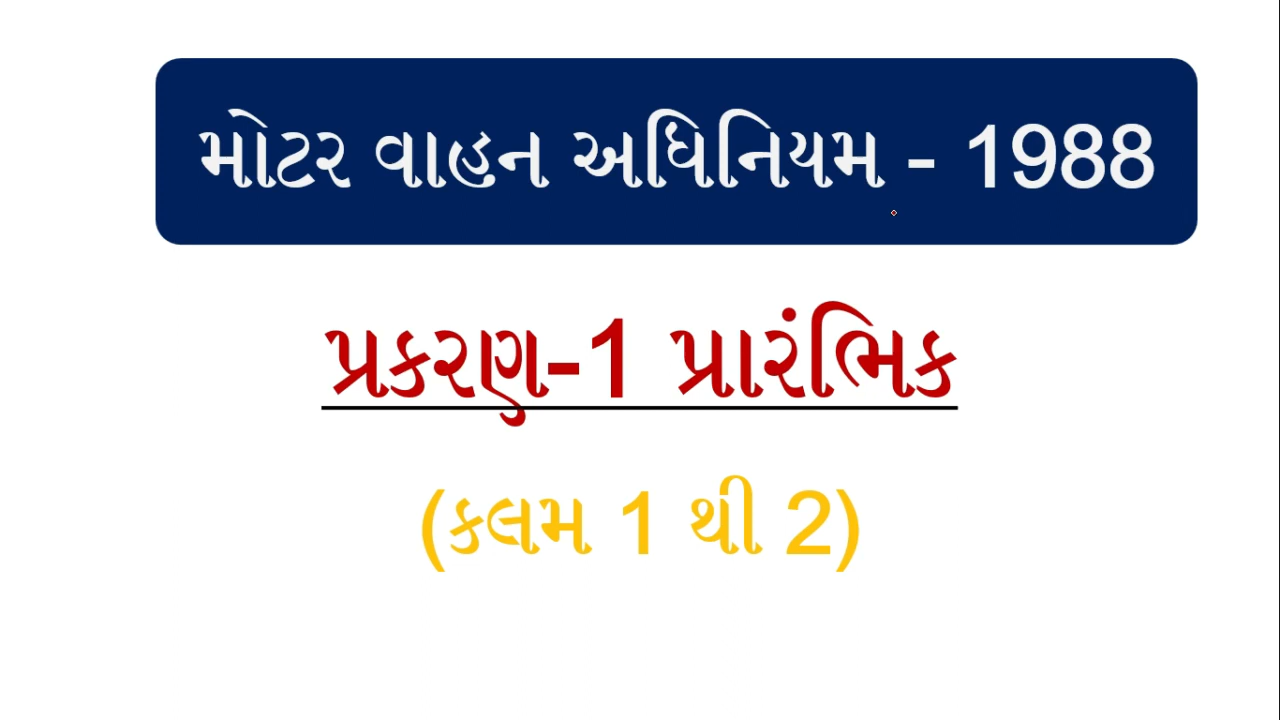 મોટર વાહન અધિનિયમ - 1988
પ્રકરણ-1 પ્રારંભિક
(કલમ 1 થી 2)